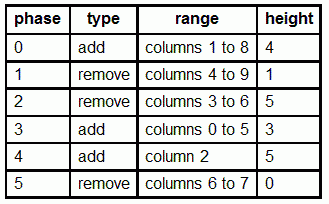 phase type range height
0 add columns 1 to 8 4
1 remove columns 4 to 9 1
2 remove columns 3 to 6 5
3 add columns 0 to 5 3
4 add column 2 5
5 remove columns 6 to 7 0